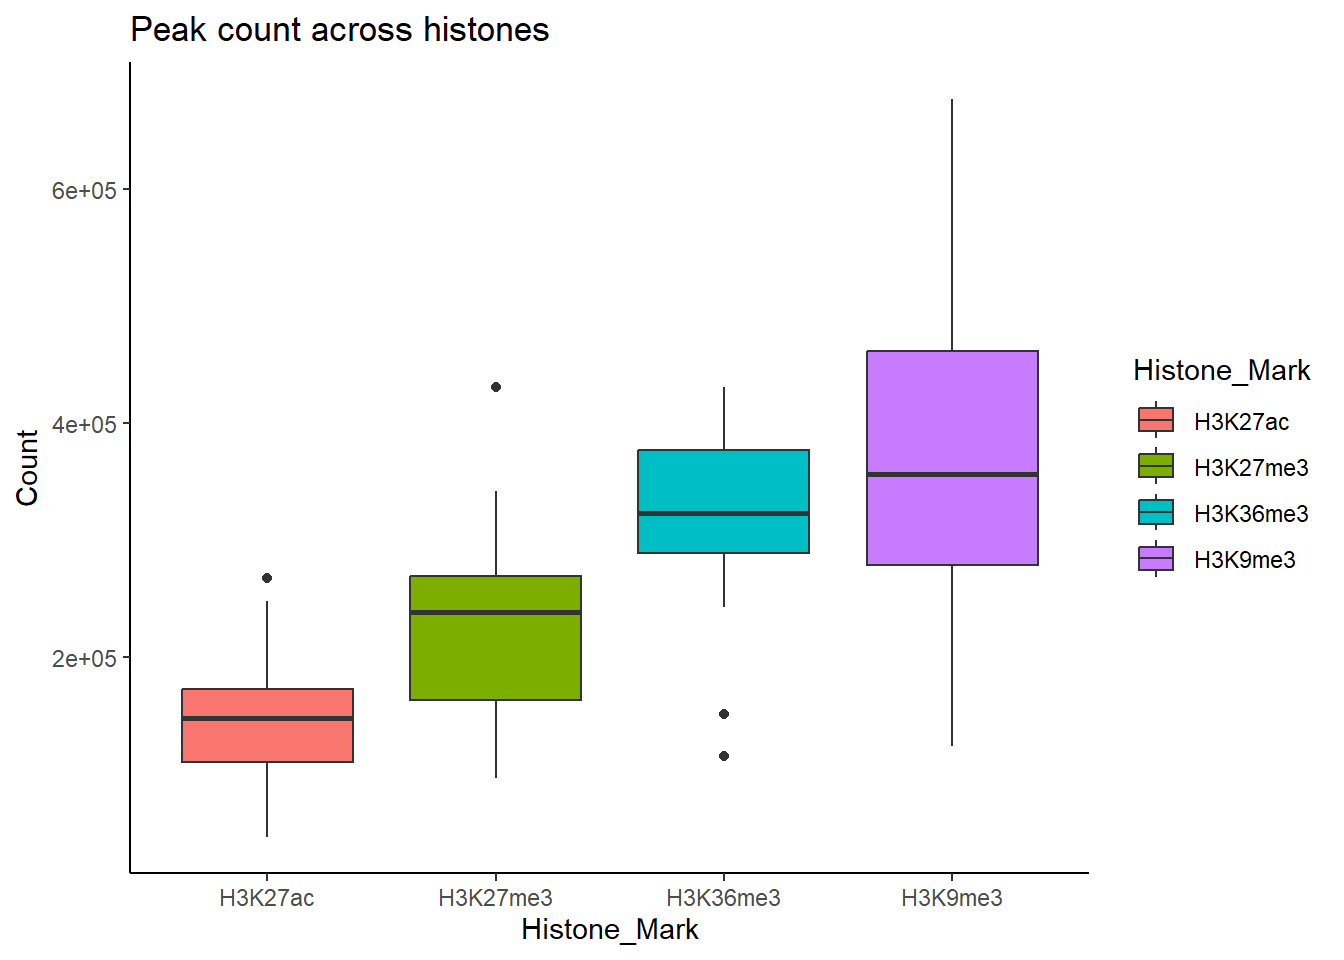 Peak count across histones
Count
6e+05
4e+05
2e+05
H3K27ac
H3K27me3
H3K36me3
H3K9me3
Histone_Mark
Histone_Mark
H3K27ac
H3K27me3
H3K36me3
H3K9me3